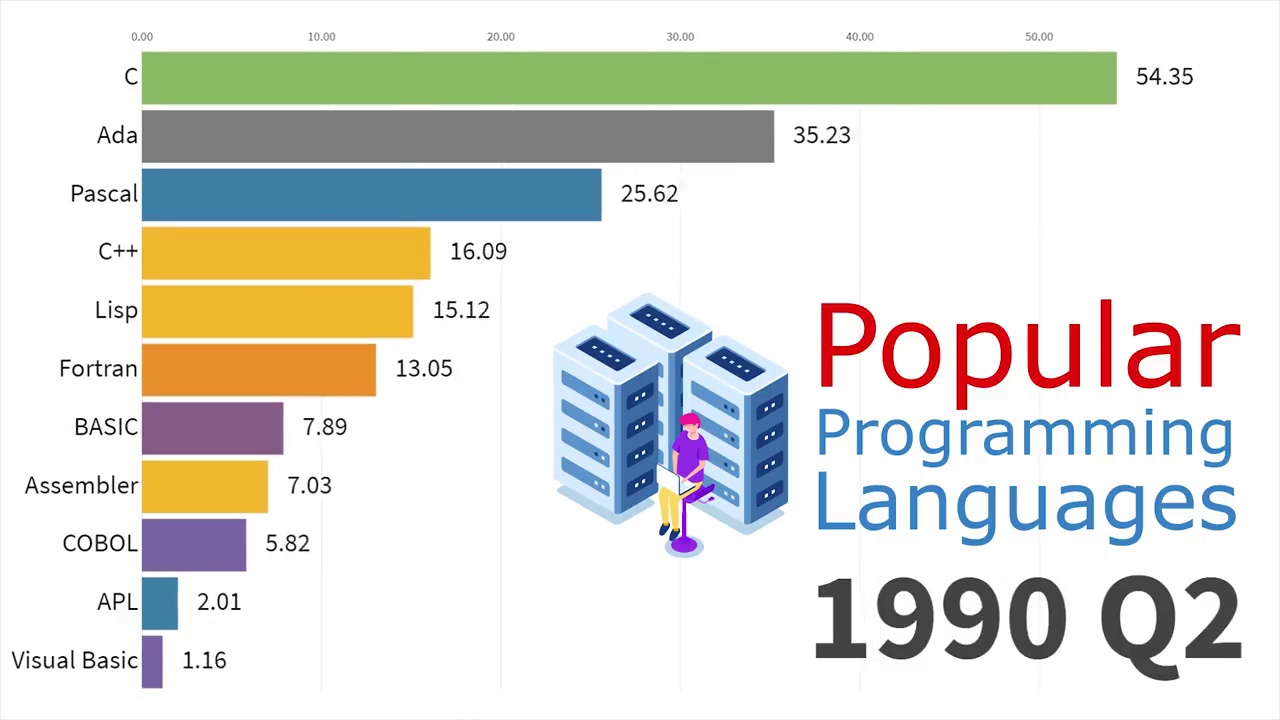 0.00 10.00 20.00 30.00 40.00 50.00
C 54.35
Ada 35.23
Pascal 25.62
C++ 16.09
Lisp 15.12
Fortran 13.05
BASIC 7.89
Assembler 7.03
COBOL 5.82
APL 2.01
Visual Basic 1.16
Popular
Programming
Languages
1990 Q2